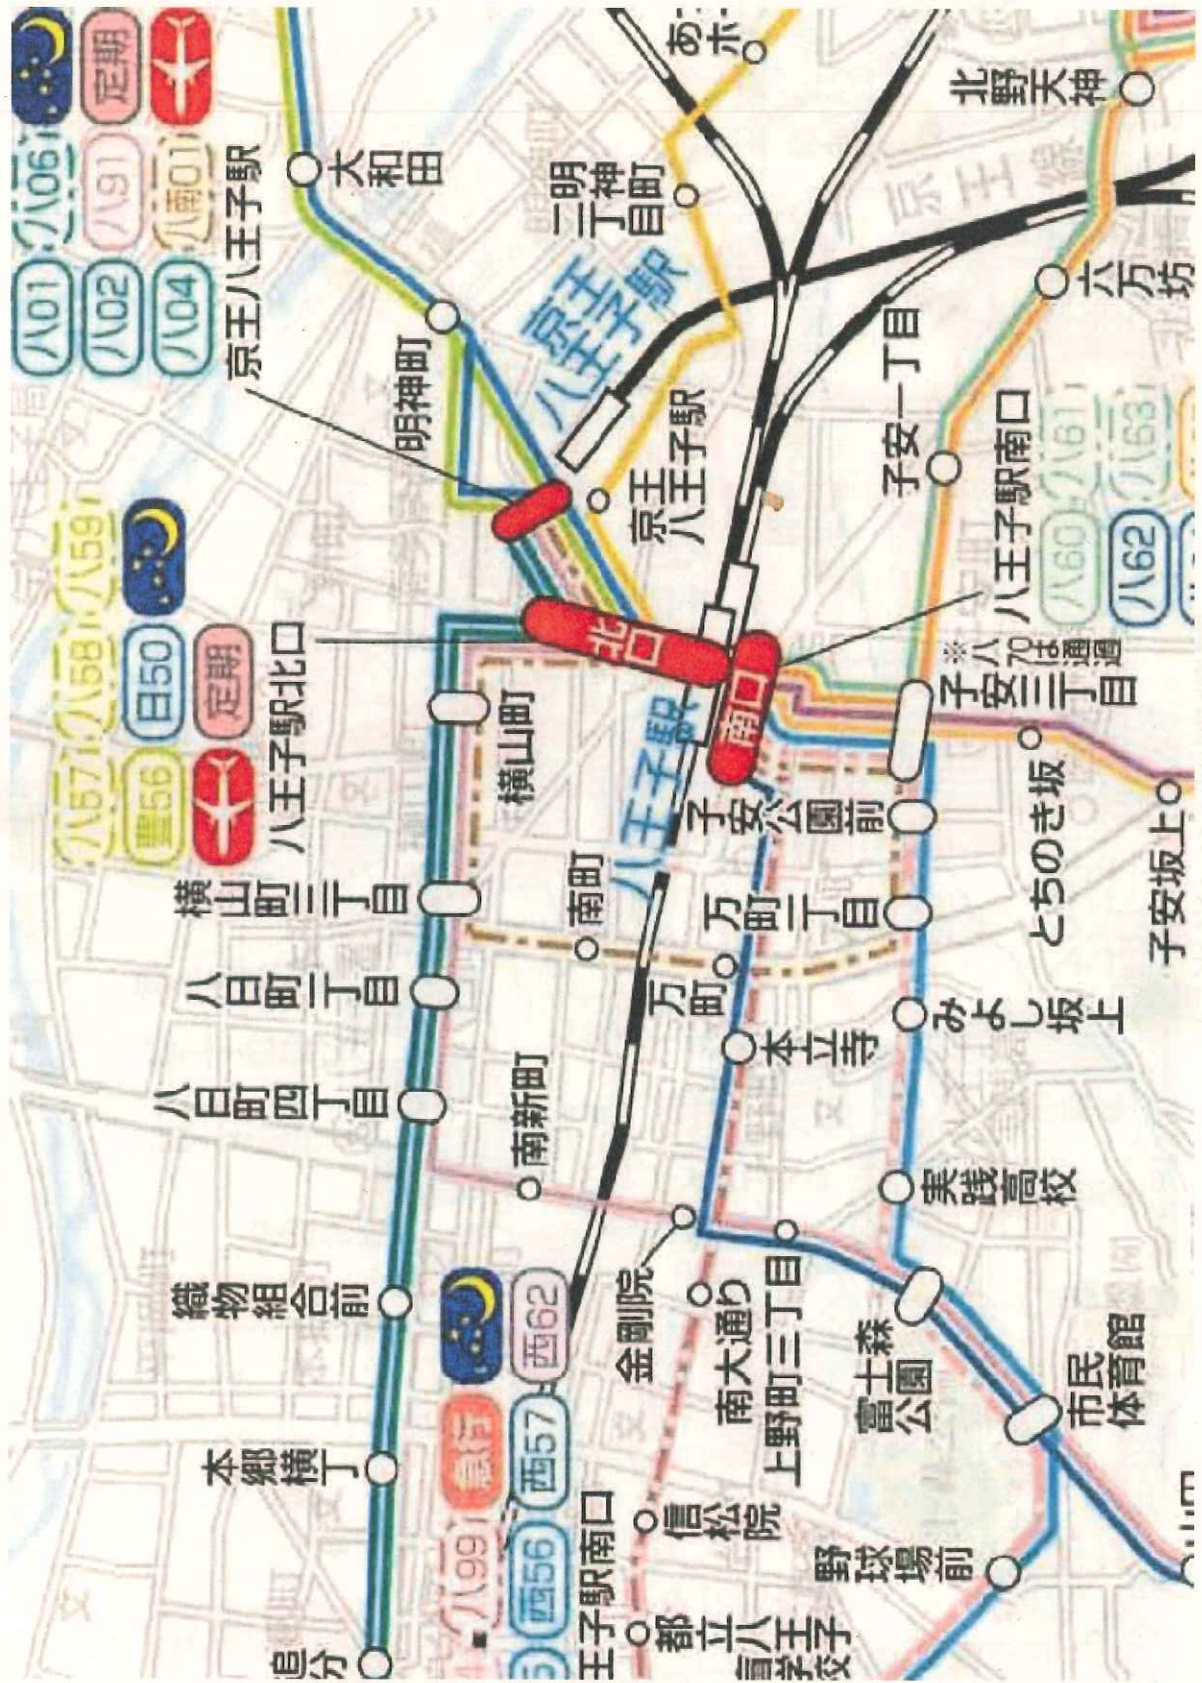 八01
八06
八02
八91
定期
八04
八南01
京王八王子駅
大和田
明神町
明神町
二丁目
京王
八王子駅
京王
八王子駅
北野天神
六万坊
京王線
子安一丁目
八67
八58
八59
豊56
日50
定期
八王子駅北口
北口
八王子駅
南口
八王子駅南口
八60
八61
八62
八63
※八70は通過
子安三丁目
とちのき坂
子安坂上
横山町
横山町三丁目
八日町一丁目
八日町四丁目
織物組合前
本郷横丁
追分
南町
万町
南新町
子安公園前
万町二丁目
本立寺
みよし坂上
実践高校
金剛院
南大通り
上野町三丁目
富士森
公園
市民
体育館
野球場前
信松院
都立八王子
盲学校
八99
急行
西56
西57
西62
王子駅南口